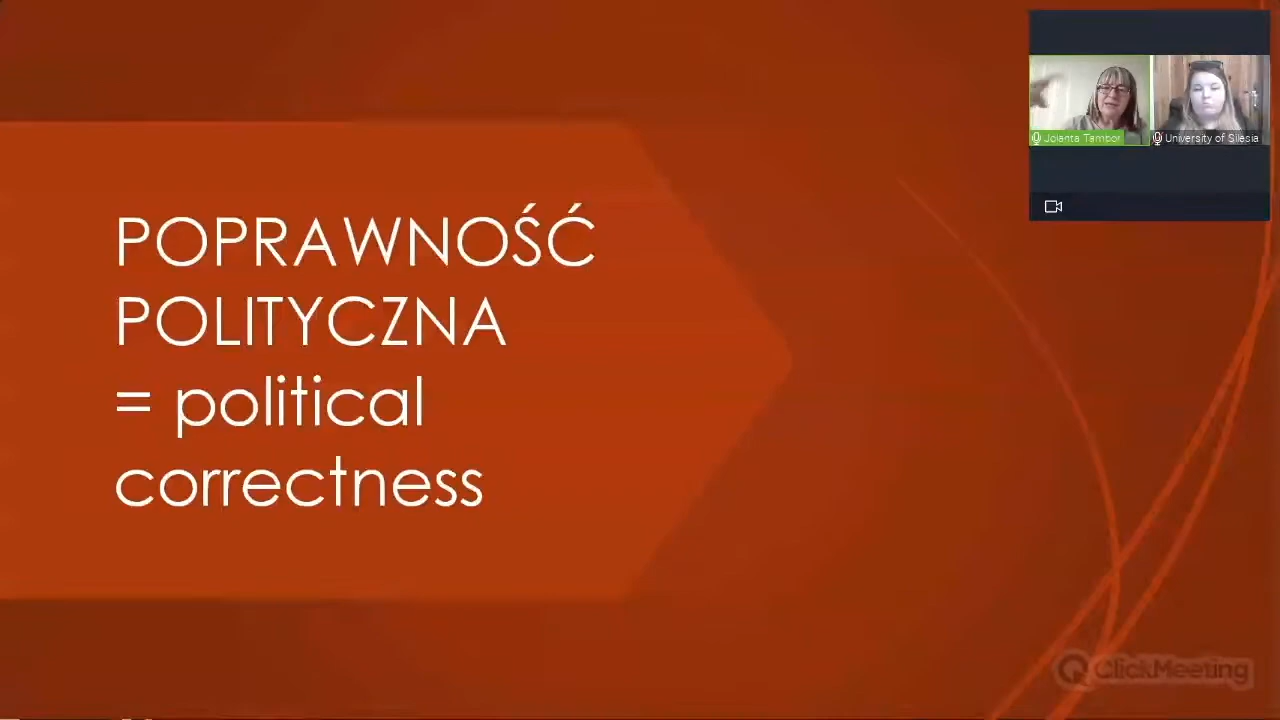 POPRAWNOŚĆ
POLITYCZNA
= political
correctness
Jolanta Tambor
University of Silesia
ClickMeeting